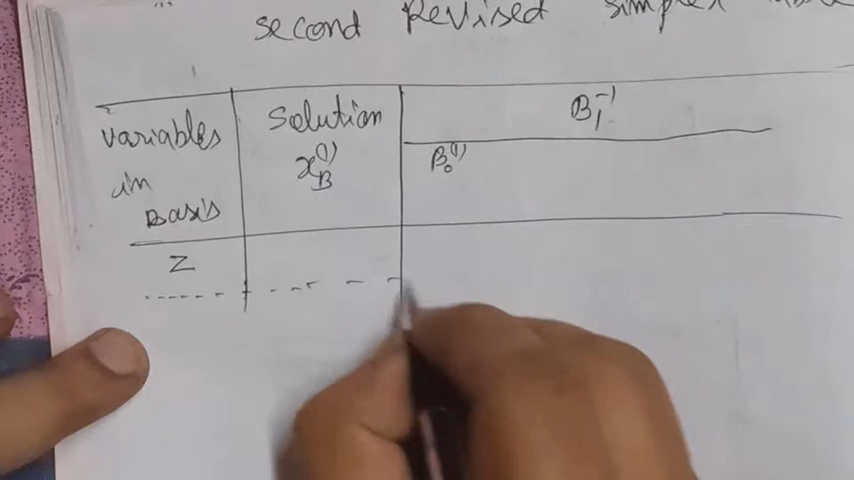 second Revised simplex
variables in Basis
Solution x_B^(1)
B_1^-1
β_0^(1)
Z